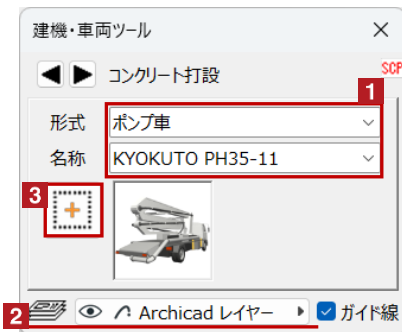 建機・車両ツール
コンクリート打設
SCP
1
形式 ポンプ車
名称 KYOKUTO PH35-11
3
2 Archicad レイヤー ガイド線